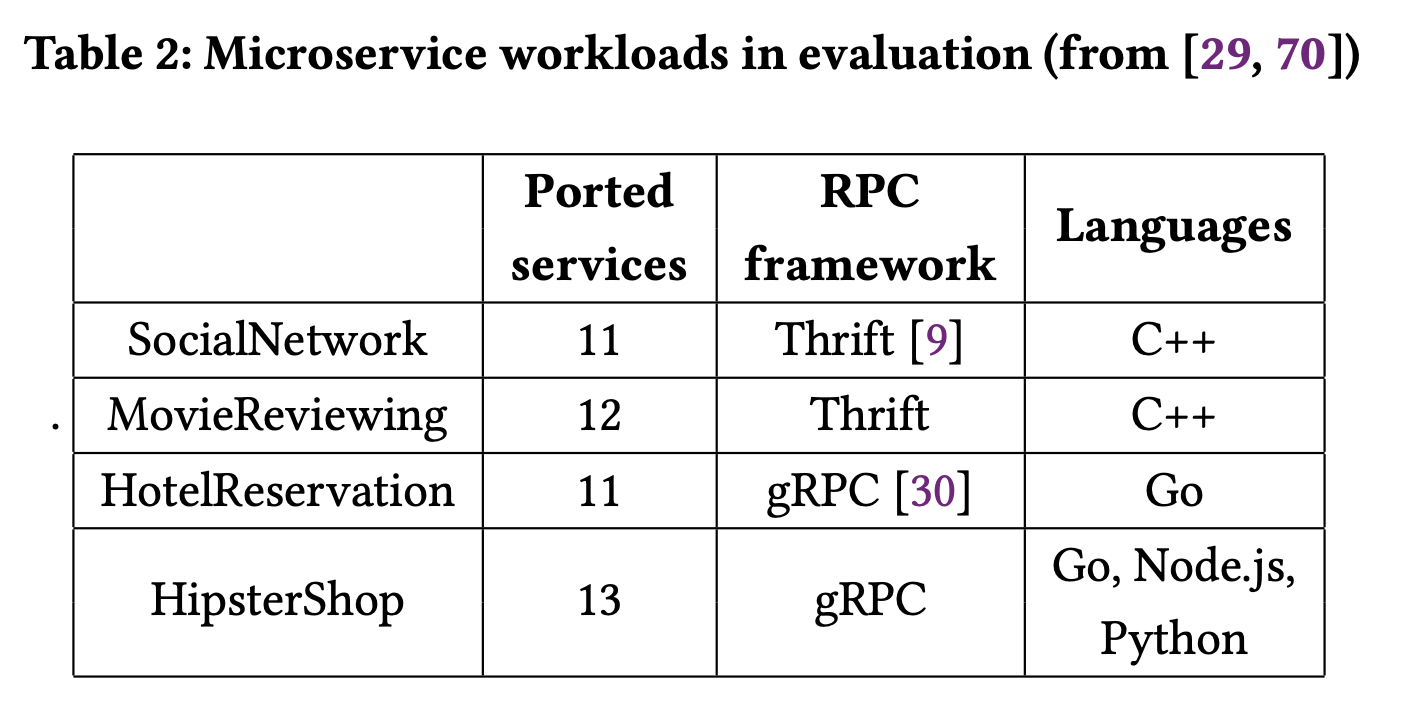 Table 2: Microservice workloads in evaluation (from [29, 70])
Ported services RPC framework Languages
SocialNetwork 11 Thrift [9] C++
. MovieReviewing 12 Thrift C++
HotelReservation 11 gRPC [30] Go
HipsterShop 13 gRPC Go, Node.js, Python